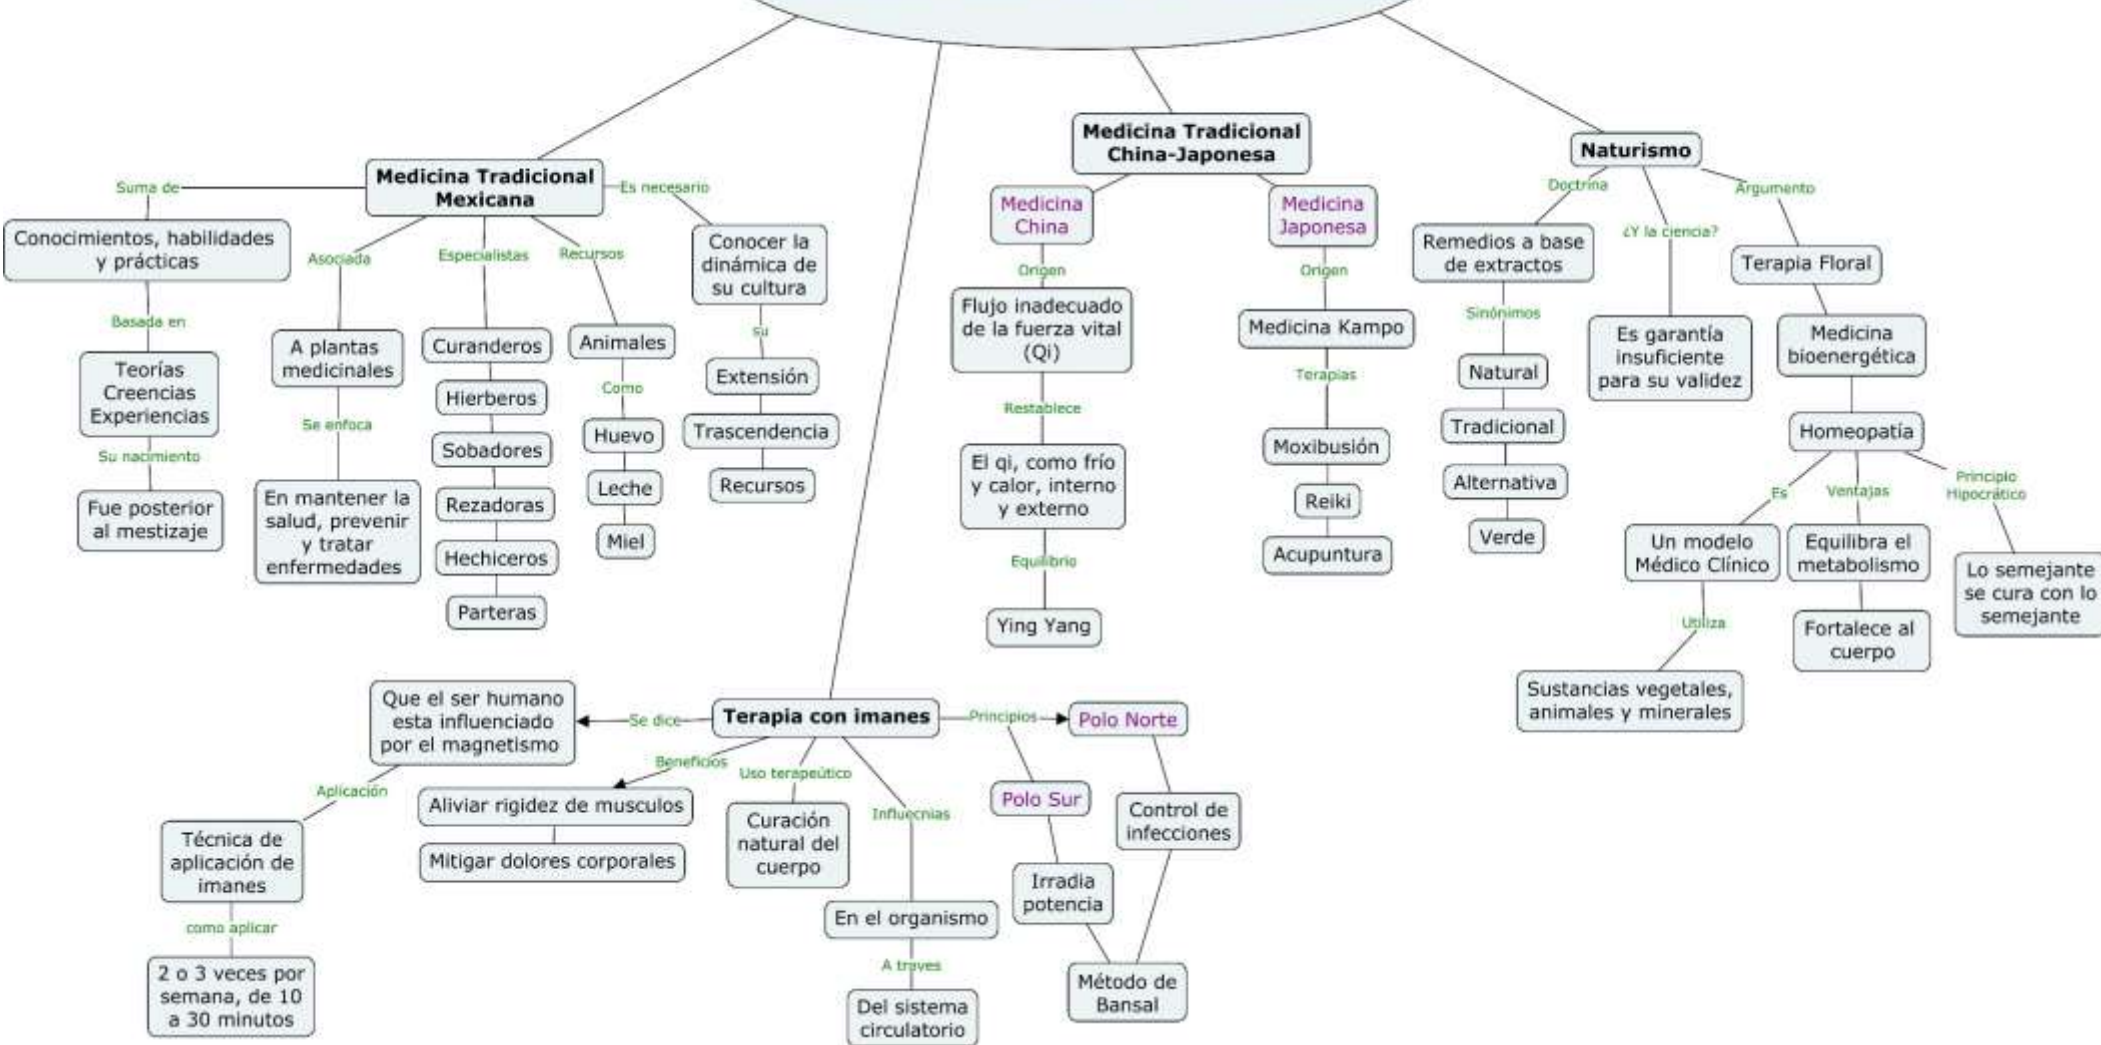 Medicina Tradicional
Mexicana
Suma de
Conocimientos, habilidades
y prácticas
Basada en
Teorías
Creencias
Experiencias
Su nacimiento
Fue posterior
al mestizaje
Asociada
A plantas
medicinales
Se enfoca
En mantener la
salud, prevenir
y tratar
enfermedades
Especialistas
Curanderos
Hierberos
Sobadores
Rezadoras
Hechiceros
Parteras
Recursos
Animales
Como
Huevo
Leche
Miel
Es necesario
Conocer la
dinámica de
su cultura
su
Extensión
Trascendencia
Recursos
Medicina Tradicional
China-Japonesa
Medicina
China
Origen
Flujo inadecuado
de la fuerza vital
(Qi)
Restablece
El qi, como frío
y calor, interno
y externo
Equilibrio
Ying Yang
Medicina
Japonesa
Origen
Medicina Kampo
Terapias
Moxibusión
Reiki
Acupuntura
Naturismo
Doctrina
Remedios a base
de extractos
Sinónimos
Natural
Tradicional
Alternativa
Verde
¿Y la ciencia?
Es garantía
insuficiente
para su validez
Argumento
Terapia Floral
Medicina
bioenergética
Homeopatía
Es
Un modelo
Médico Clínico
Utiliza
Sustancias vegetales,
animales y minerales
Ventajas
Equilibra el
metabolismo
Fortalece al
cuerpo
Principio
Hipocrático
Lo semejante
se cura con lo
semejante
Terapia con imanes
Se dice
Que el ser humano
esta influenciado
por el magnetismo
Aplicación
Técnica de
aplicación de
imanes
como aplicar
2 o 3 veces por
semana, de 10
a 30 minutos
Beneficios
Aliviar rigidez de musculos
Mitigar dolores corporales
Uso terapeútico
Curación
natural del
cuerpo
Influecnias
En el organismo
A traves
Del sistema
circulatorio
Principios
Polo Sur
Irradia
potencia
Polo Norte
Control de
infecciones
Método de
Bansal